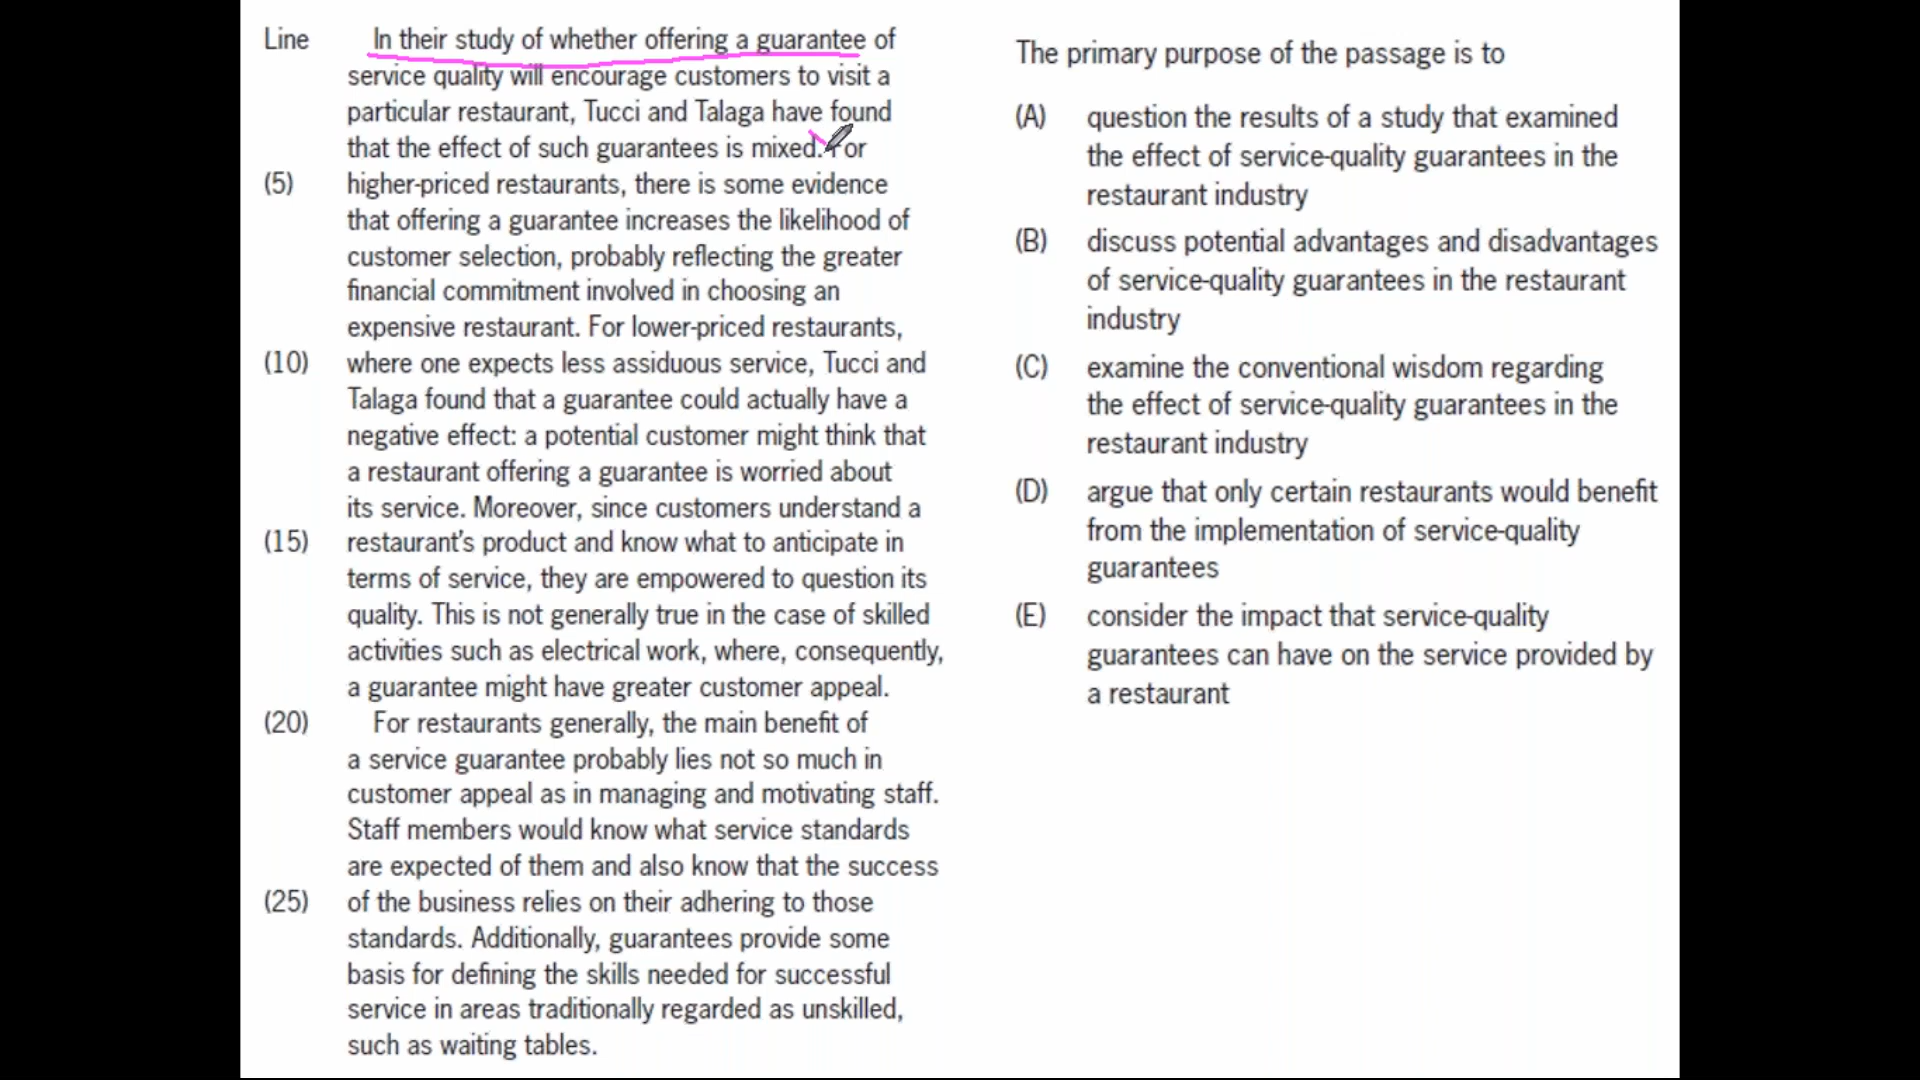 Line In their study of whether offering a guarantee of
service quality will encourage customers to visit a
particular restaurant, Tucci and Talaga have found
that the effect of such guarantees is mixed. For
(5) higher-priced restaurants, there is some evidence
that offering a guarantee increases the likelihood of
customer selection, probably reflecting the greater
financial commitment involved in choosing an
expensive restaurant. For lower-priced restaurants,
(10) where one expects less assiduous service, Tucci and
Talaga found that a guarantee could actually have a
negative effect: a potential customer might think that
a restaurant offering a guarantee is worried about
its service. Moreover, since customers understand a
(15) restaurant's product and know what to anticipate in
terms of service, they are empowered to question its
quality. This is not generally true in the case of skilled
activities such as electrical work, where, consequently,
a guarantee might have greater customer appeal.
(20) For restaurants generally, the main benefit of
a service guarantee probably lies not so much in
customer appeal as in managing and motivating staff.
Staff members would know what service standards
are expected of them and also know that the success
(25) of the business relies on their adhering to those
standards. Additionally, guarantees provide some
basis for defining the skills needed for successful
service in areas traditionally regarded as unskilled,
such as waiting tables.
The primary purpose of the passage is to
(A) question the results of a study that examined
the effect of service-quality guarantees in the
restaurant industry
(B) discuss potential advantages and disadvantages
of service-quality guarantees in the restaurant
industry
(C) examine the conventional wisdom regarding
the effect of service-quality guarantees in the
restaurant industry
(D) argue that only certain restaurants would benefit
from the implementation of service-quality
guarantees
(E) consider the impact that service-quality
guarantees can have on the service provided by
a restaurant